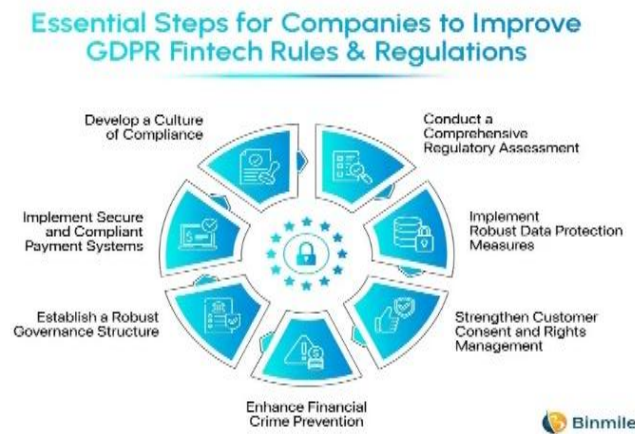 Essential Steps for Companies to Improve
GDPR Fintech Rules & Regulations
Develop a Culture
of Compliance
Conduct a
Comprehensive
Regulatory Assessment
Implement Secure
and Compliant
Payment Systems
Implement
Robust Data Protection
Measures
Establish a Robust
Governance Structure
Strengthen Customer
Consent and Rights
Management
Enhance Financial
Crime Prevention
Binmile